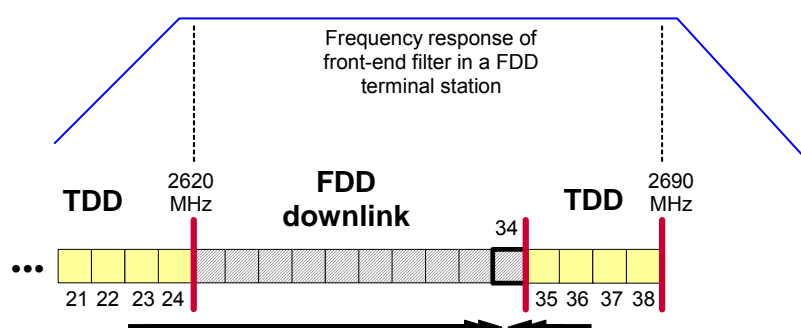 Frequency response of
front-end filter in a FDD
terminal station
TDD
2620
MHz
FDD
downlink
TDD
2690
MHz
34
•••
21 22 23 24
35 36 37 38